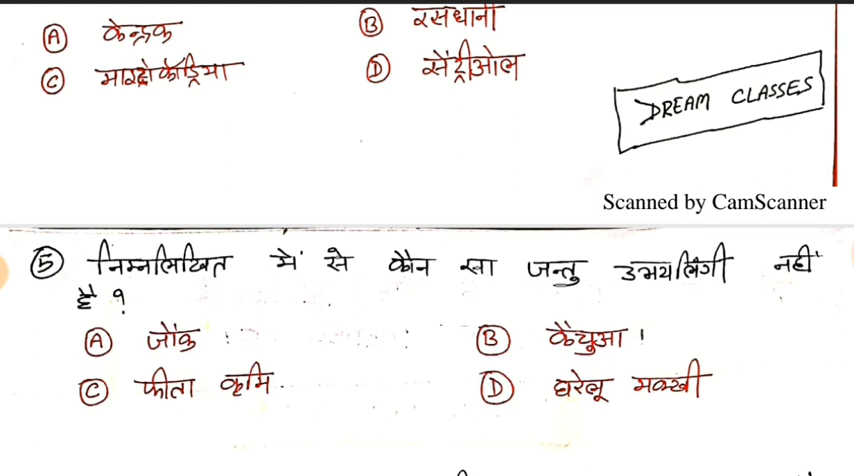 Ⓐ केन्द्रक Ⓑ रसधानी
Ⓒ माइटोकॉंड्रिया Ⓓ सेंट्रीओल
DREAM CLASSES
Scanned by CamScanner
⑤ निम्नलिखित में से कौन सा जन्तु उभयलिंगी नहीं
है ?
Ⓐ जोंक Ⓑ केंचुआ
Ⓒ फीता कृमि Ⓓ घरेलू मक्खी